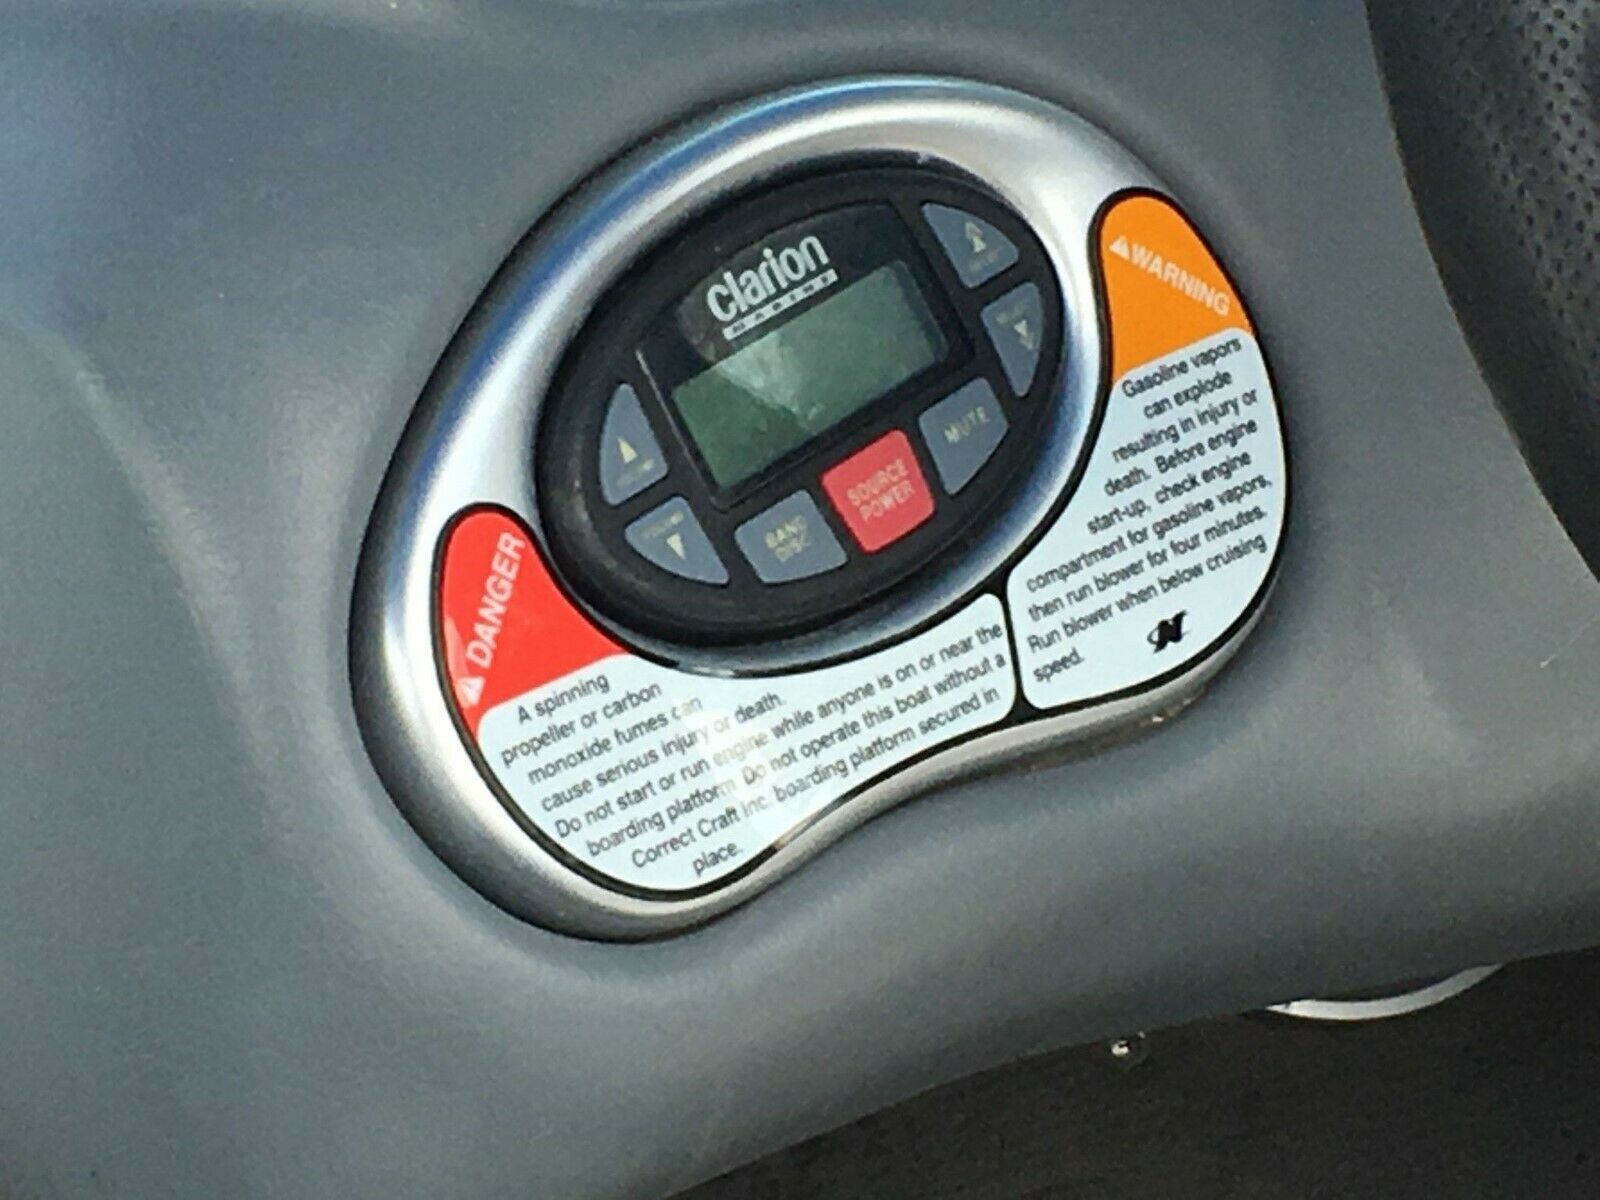 clarion
MARINE
MUTE
SOURCE
POWER
BAND
DISC
VOLUME
⚠WARNING
Gasoline vapors
can explode
resulting in injury or
death. Before engine
start-up, check engine
compartment for gasoline vapors,
then run blower for four minutes.
Run blower when below cruising
speed.
⚠DANGER
A spinning
propeller or carbon
monoxide fumes can
cause serious injury or death.
Do not start or run engine while anyone is on or near the
boarding platform. Do not operate this boat without a
Correct Craft Inc. boarding platform secured in
place.